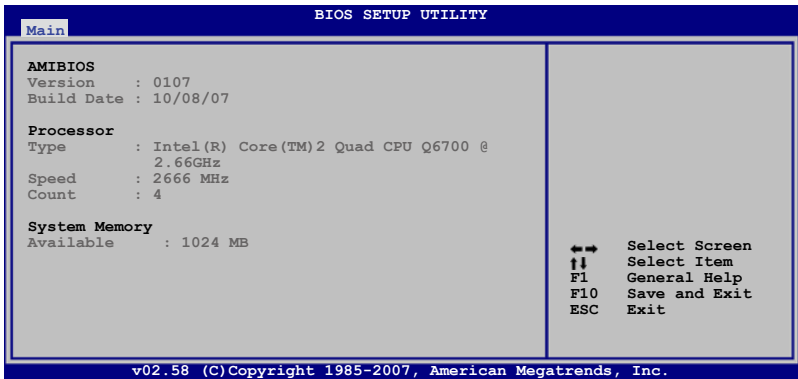 BIOS SETUP UTILITY
Main
AMIBIOS
Version : 0107
Build Date : 10/08/07
Processor
Type : Intel(R) Core(TM)2 Quad CPU Q6700 @
2.66GHz
Speed : 2666 MHz
Count : 4
System Memory
Available : 1024 MB
←→ Select Screen
↑↓ Select Item
F1 General Help
F10 Save and Exit
ESC Exit
v02.58 (C)Copyright 1985-2007, American Megatrends, Inc.